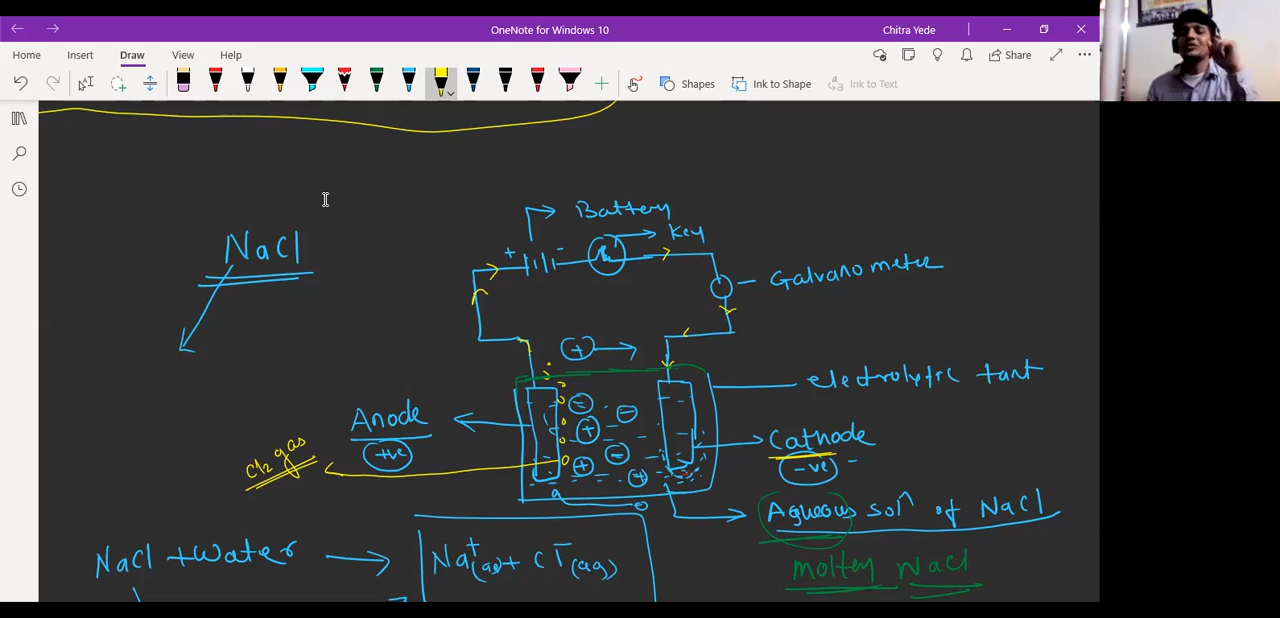 OneNote for Windows 10
Chitra Yede
Home Insert Draw View Help
Share
Shapes Ink to Shape Ink to Text
Battery
+ - Key
NaCl
Galvanometer
+
electrolytic tant
Anode
+ve
Cl2 gas
Cathode
-ve
Aqueous solⁿ of NaCl
molten NaCl
NaCl + Water → Na⁺(aq) + Cl⁻(aq)